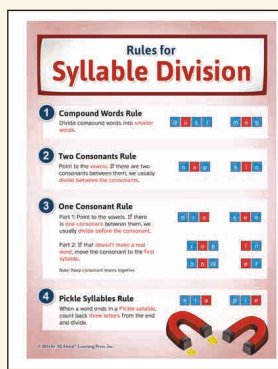 Rules for
Syllable Division
1 Compound Words Rule
Divide compound words into smaller
words.
2 Two Consonants Rule
Point to the vowels. If there are two
consonants between them, we usually
divide between the consonants.
n a p k i n
3 One Consonant Rule
Part 1: Point to the vowels. If there
is one consonant between them, we
usually divide before the consonant.
Part 2: If that doesn't make a real
word, move the consonant to the first
syllable.
Note: Keep consonant teams together.
4 Pickle Syllables Rule
When a word ends in a Pickle syllable,
count back three letters from the end
and divide.
by All About Learning Press, Inc.